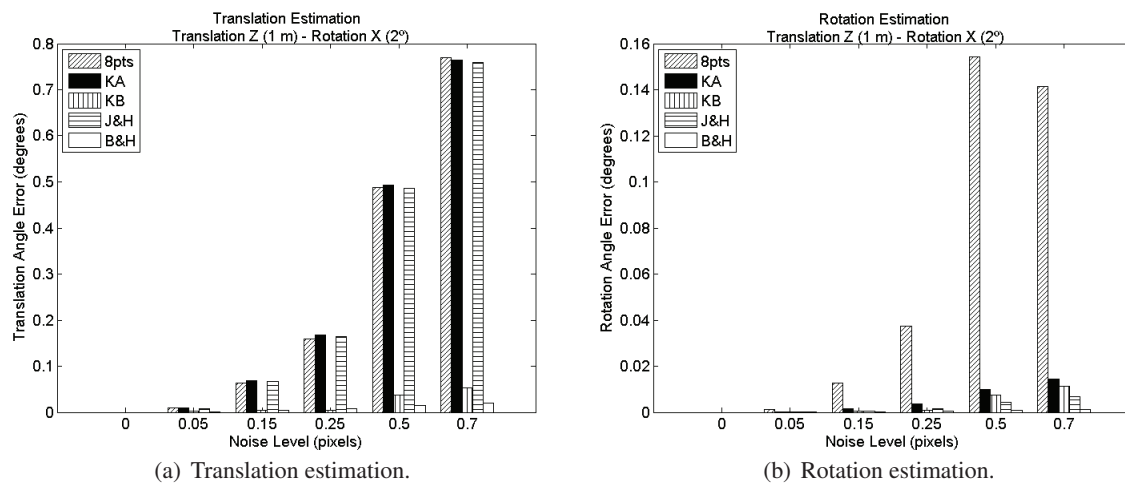 Translation Estimation
Translation Z (1 m) - Rotation X (2º)
0.8
0.7
0.6
0.5
0.4
0.3
0.2
0.1
0
Translation Angle Error (degrees)
8pts
KA
KB
J&H
B&H
0 0.05 0.15 0.25 0.5 0.7
Noise Level (pixels)
(a) Translation estimation.
Rotation Estimation
Translation Z (1 m) - Rotation X (2º)
0.16
0.14
0.12
0.1
0.08
0.06
0.04
0.02
0
Rotation Angle Error (degrees)
8pts
KA
KB
J&H
B&H
0 0.05 0.15 0.25 0.5 0.7
Noise Level (pixels)
(b) Rotation estimation.